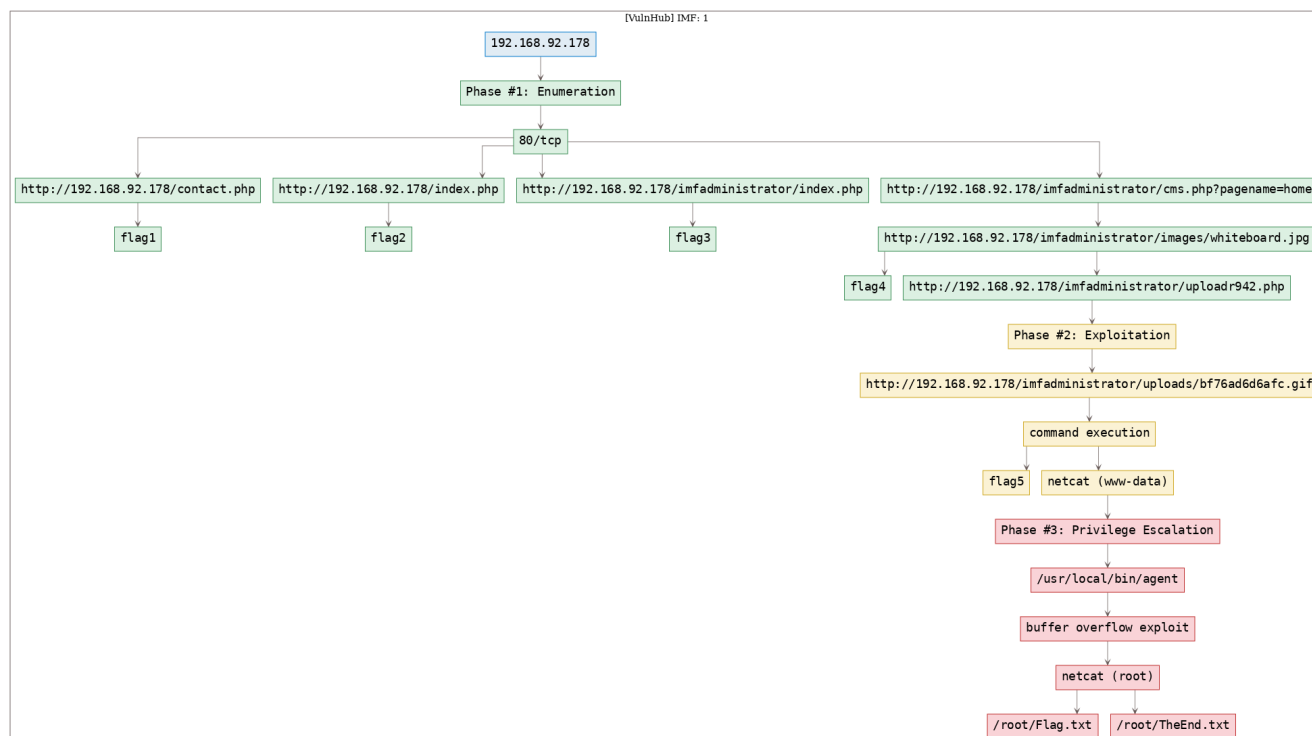 [VulnHub] IMF: 1
192.168.92.178
Phase #1: Enumeration
80/tcp
http://192.168.92.178/contact.php
http://192.168.92.178/index.php
http://192.168.92.178/imfadministrator/index.php
http://192.168.92.178/imfadministrator/cms.php?pagename=home
flag1
flag2
flag3
http://192.168.92.178/imfadministrator/images/whiteboard.jpg
flag4
http://192.168.92.178/imfadministrator/uploadr942.php
Phase #2: Exploitation
http://192.168.92.178/imfadministrator/uploads/bf76ad6d6afc.gif
command execution
flag5
netcat (www-data)
Phase #3: Privilege Escalation
/usr/local/bin/agent
buffer overflow exploit
netcat (root)
/root/Flag.txt
/root/TheEnd.txt